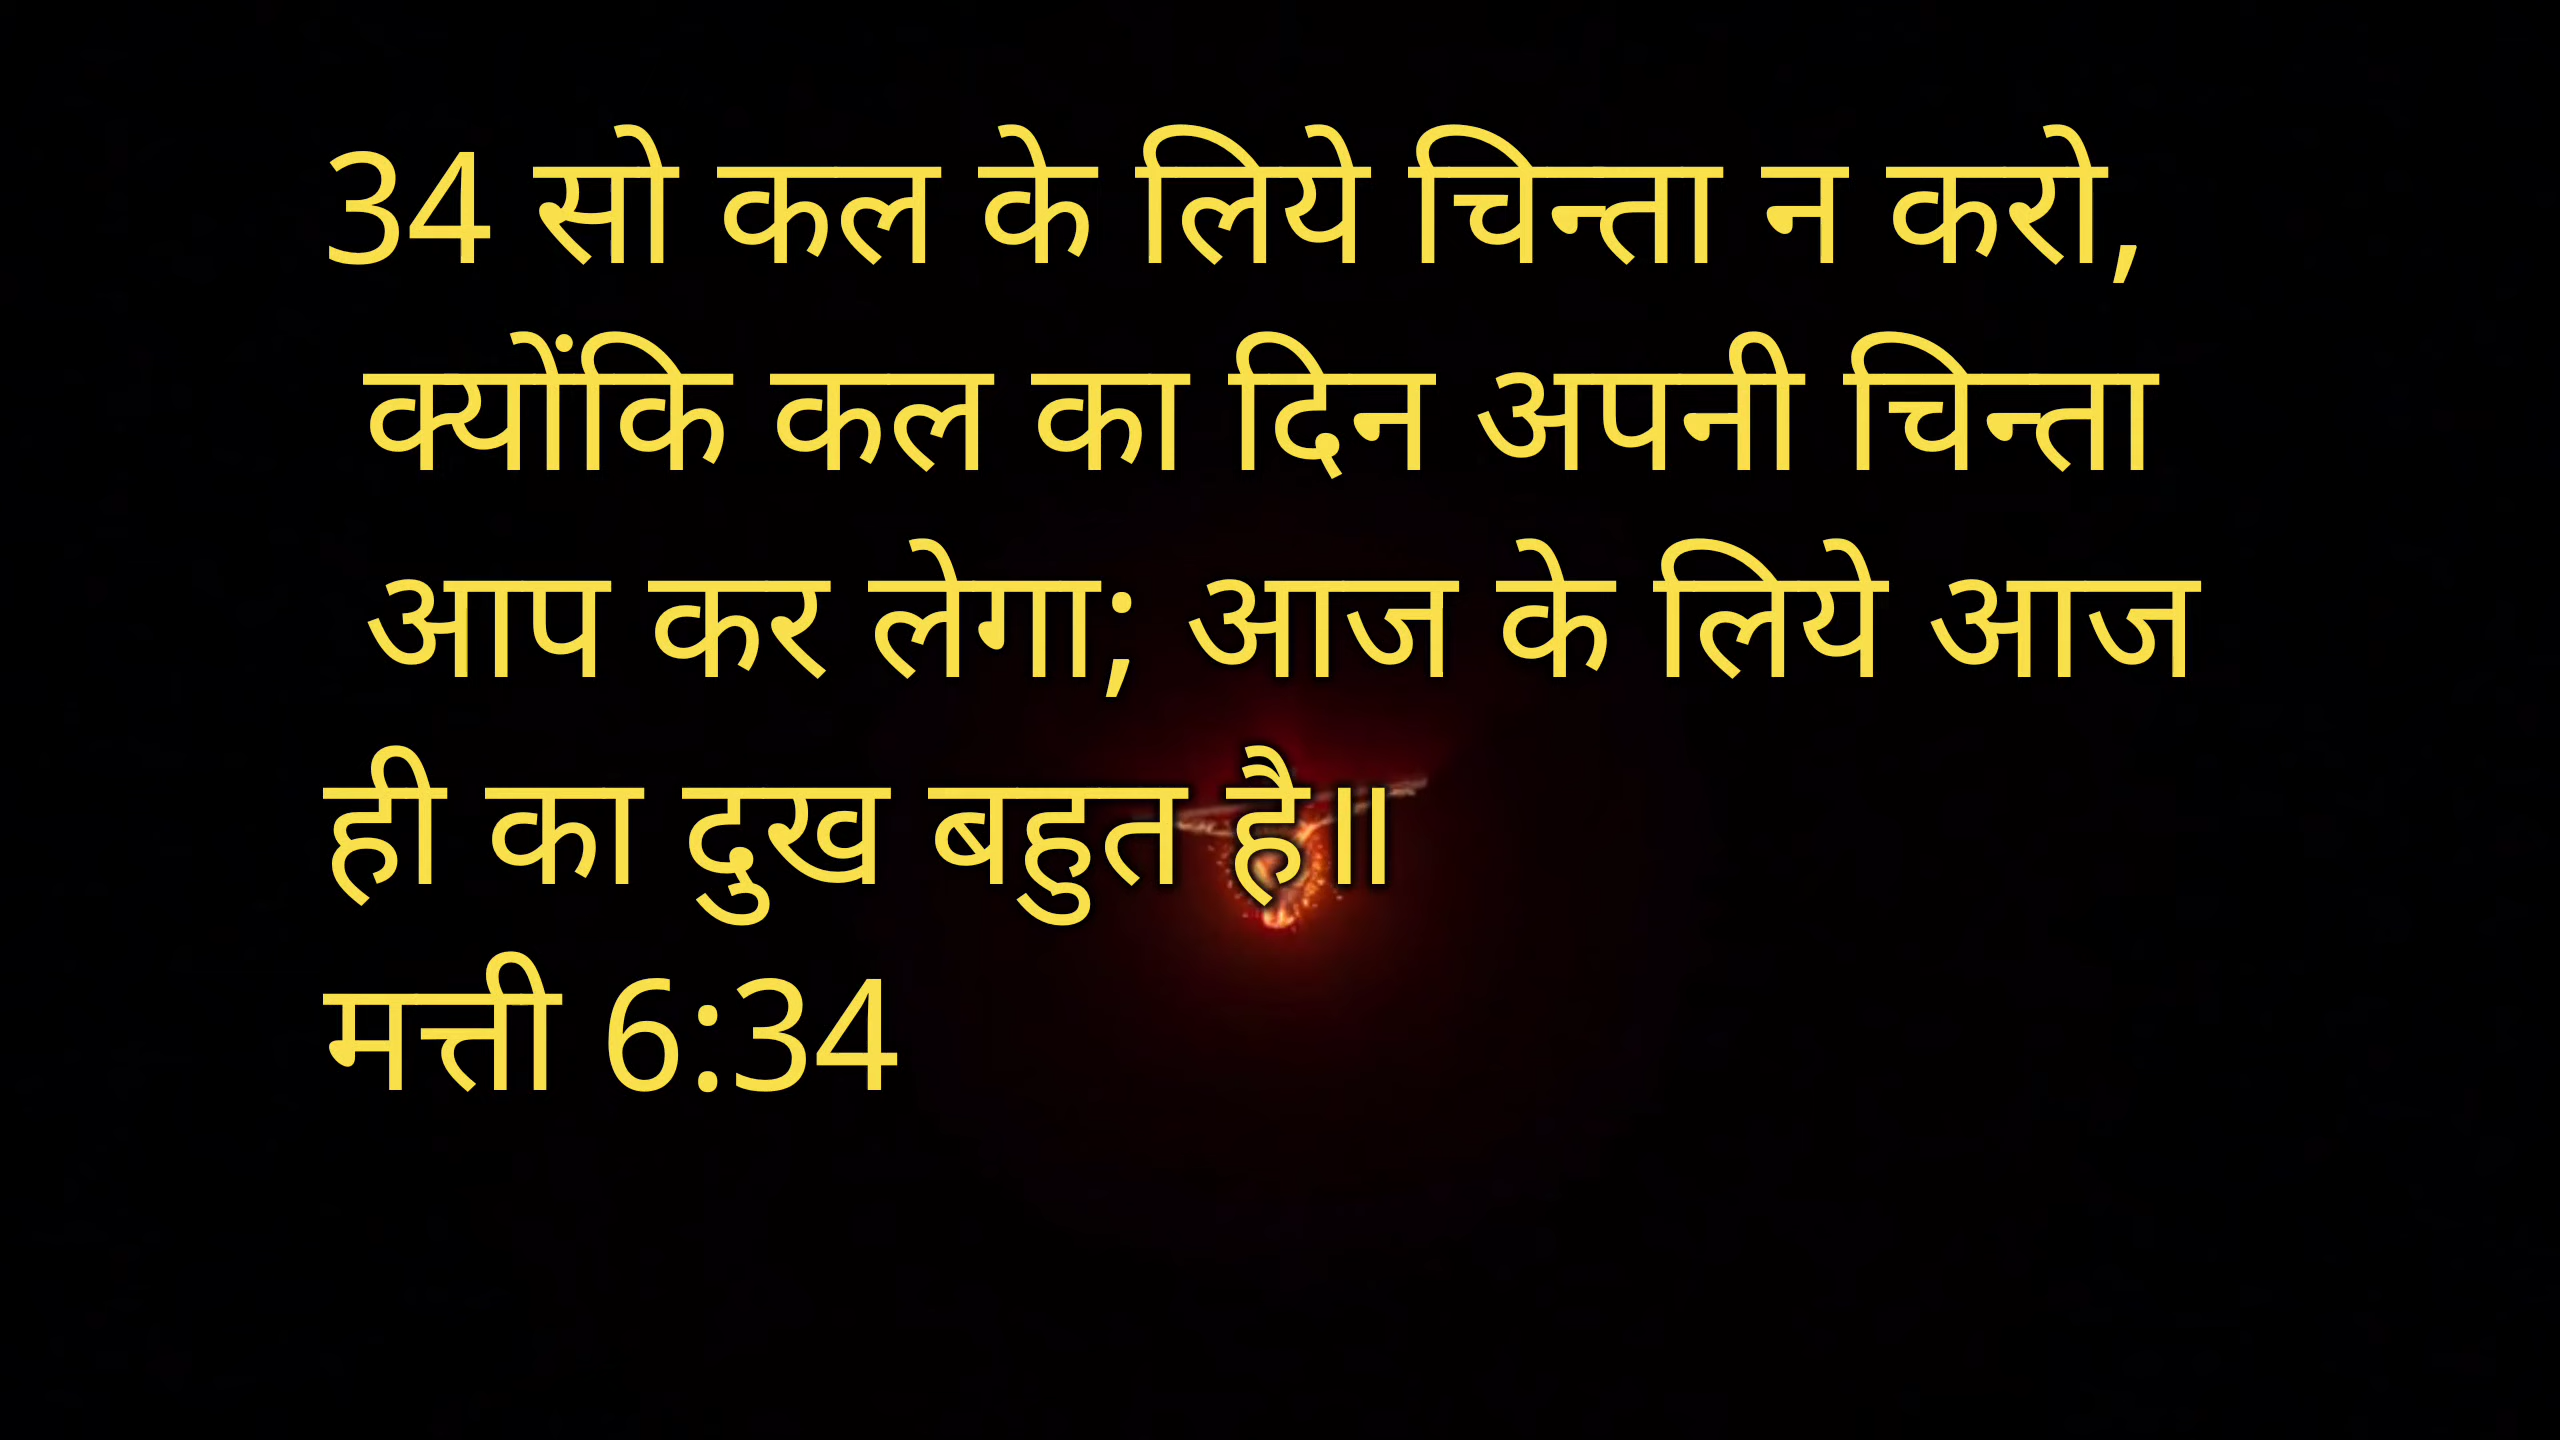 34 सो कल के लिये चिन्ता न करो,
क्योंकि कल का दिन अपनी चिन्ता
आप कर लेगा; आज के लिये आज
ही का दुख बहुत है॥
मत्ती 6:34